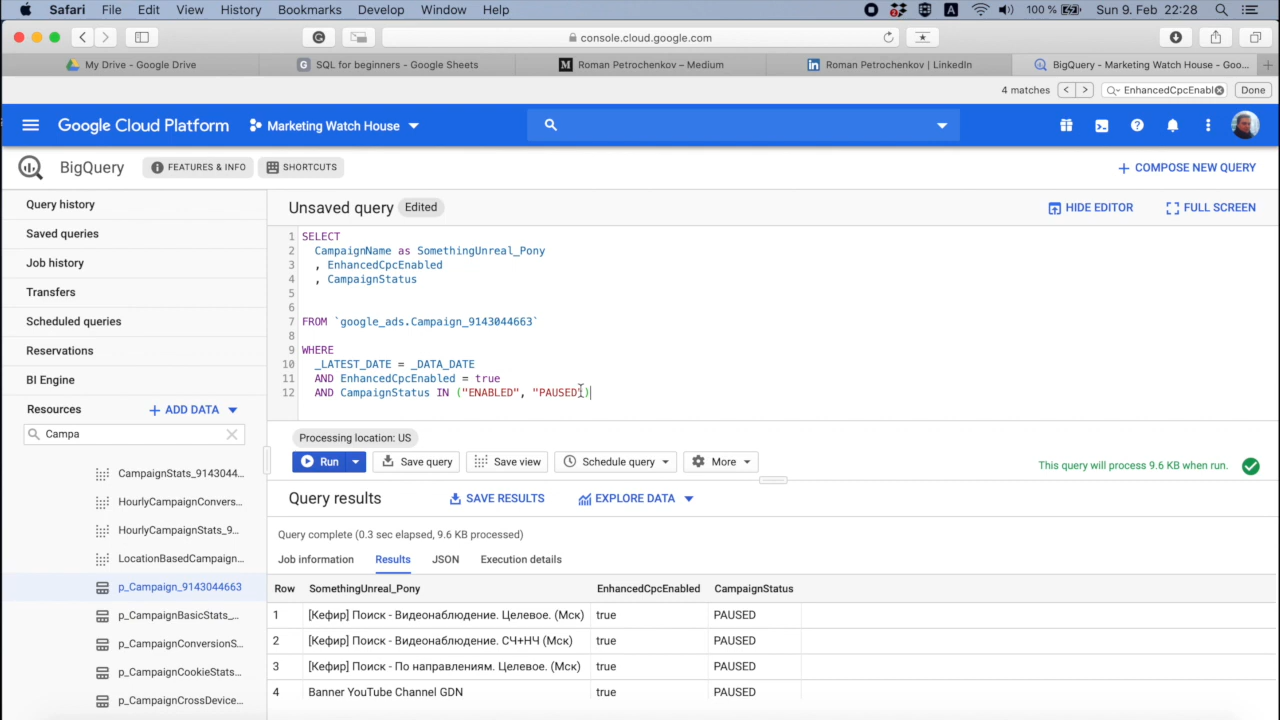 Safari File Edit View History Bookmarks Develop Window Help 100 % Sun 9. Feb 22:28
console.cloud.google.com
My Drive - Google Drive SQL for beginners - Google Sheets Roman Petrochenkov – Medium Roman Petrochenkov | LinkedIn BigQuery - Marketing Watch House - Goo...
4 matches EnhancedCpcEnabl Done
Google Cloud Platform Marketing Watch House
BigQuery FEATURES & INFO SHORTCUTS COMPOSE NEW QUERY
Query history Unsaved query Edited HIDE EDITOR FULL SCREEN
Saved queries
Job history
Transfers
Scheduled queries
Reservations
BI Engine
Resources ADD DATA
Campa
CampaignStats_9143044...
HourlyCampaignConvers...
HourlyCampaignStats_9...
LocationBasedCampaign...
p_Campaign_9143044663
p_CampaignBasicStats_...
p_CampaignConversionS...
p_CampaignCookieStats...
p_CampaignCrossDevice...
1 SELECT
2 CampaignName as SomethingUnreal_Pony
3 , EnhancedCpcEnabled
4 , CampaignStatus
5
6
7 FROM `google_ads.Campaign_9143044663`
8
9 WHERE
10 _LATEST_DATE = _DATA_DATE
11 AND EnhancedCpcEnabled = true
12 AND CampaignStatus IN ("ENABLED", "PAUSED")
Processing location: US
Run Save query Save view Schedule query More This query will process 9.6 KB when run.
Query results SAVE RESULTS EXPLORE DATA
Query complete (0.3 sec elapsed, 9.6 KB processed)
Job information Results JSON Execution details
Row SomethingUnreal_Pony EnhancedCpcEnabled CampaignStatus
1 [Кефир] Поиск - Видеонаблюдение. Целевое. (Мск) true PAUSED
2 [Кефир] Поиск - Видеонаблюдение. СЧ+НЧ (Мск) true PAUSED
3 [Кефир] Поиск - По направлениям. Целевое. (Мск) true PAUSED
4 Banner YouTube Channel GDN true PAUSED